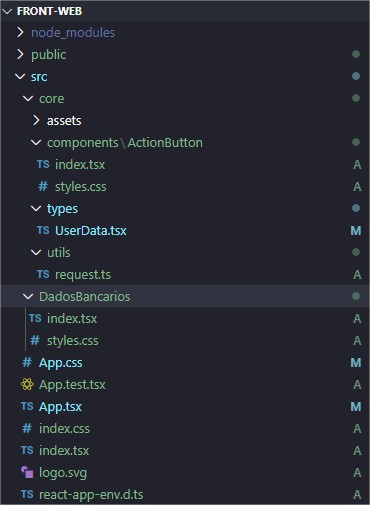 FRONT-WEB
node_modules
public
src
core
assets
components\ActionButton
TS index.tsx A
# styles.css A
types
TS UserData.tsx M
utils
TS request.ts A
DadosBancarios
TS index.tsx A
# styles.css A
# App.css M
App.test.tsx A
TS App.tsx M
# index.css A
TS index.tsx A
logo.svg A
TS react-app-env.d.ts A